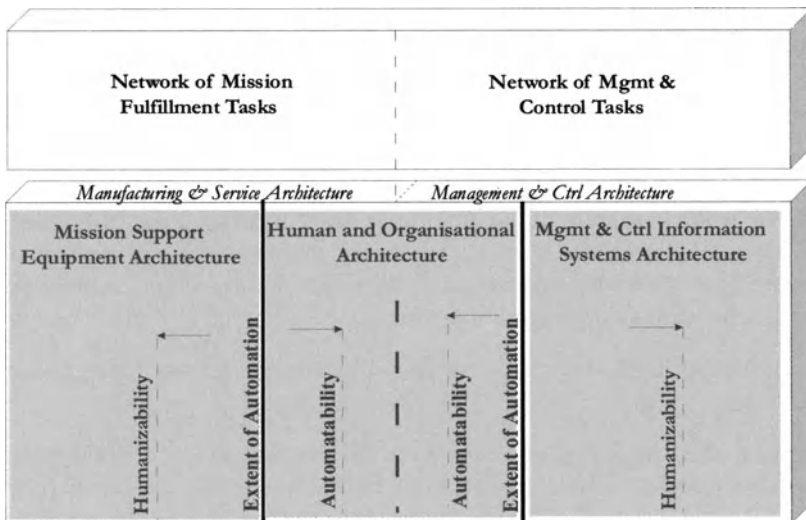 Network of Mission
Fulfillment Tasks
Network of Mgmt &
Control Tasks
Manufacturing & Service Architecture
Management & Ctrl Architecture
Mission Support
Equipment Architecture
Human and Organisational
Architecture
Mgmt & Ctrl Information
Systems Architecture
Humanizability
Extent of Automation
Automatability
Automatability
Extent of Automation
Humanizability